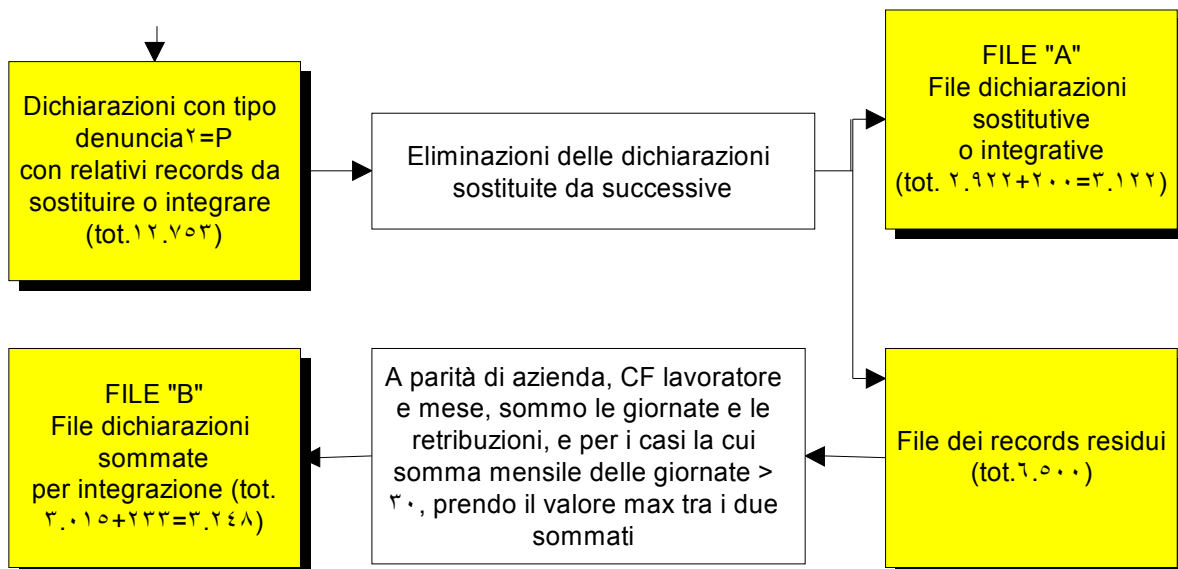 Dichiarazioni con tipo
denuncia٢=P
con relativi records da
sostituire o integrare
(tot.١٢.٧٥٣)
Eliminazioni delle dichiarazioni
sostituite da successive
FILE "A"
File dichiarazioni
sostitutive
o integrative
(tot. ٢.٩٢٢+٢٠٠=٣.١٢٢)
FILE "B"
File dichiarazioni
sommate
per integrazione (tot.
٣.٠١٥+٢٣٣=٣.٢٤٨)
A parità di azienda, CF lavoratore
e mese, sommo le giornate e le
retribuzioni, e per i casi la cui
somma mensile delle giornate >
٣٠, prendo il valore max tra i due
sommati
File dei records residui
(tot.٦.٥٠٠)